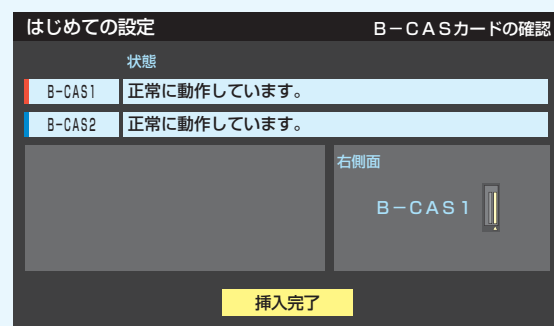 はじめての設定
B－CASカードの確認
状態
B-CAS1 正常に動作しています。
B-CAS2 正常に動作しています。
右側面
B－CAS1
挿入完了